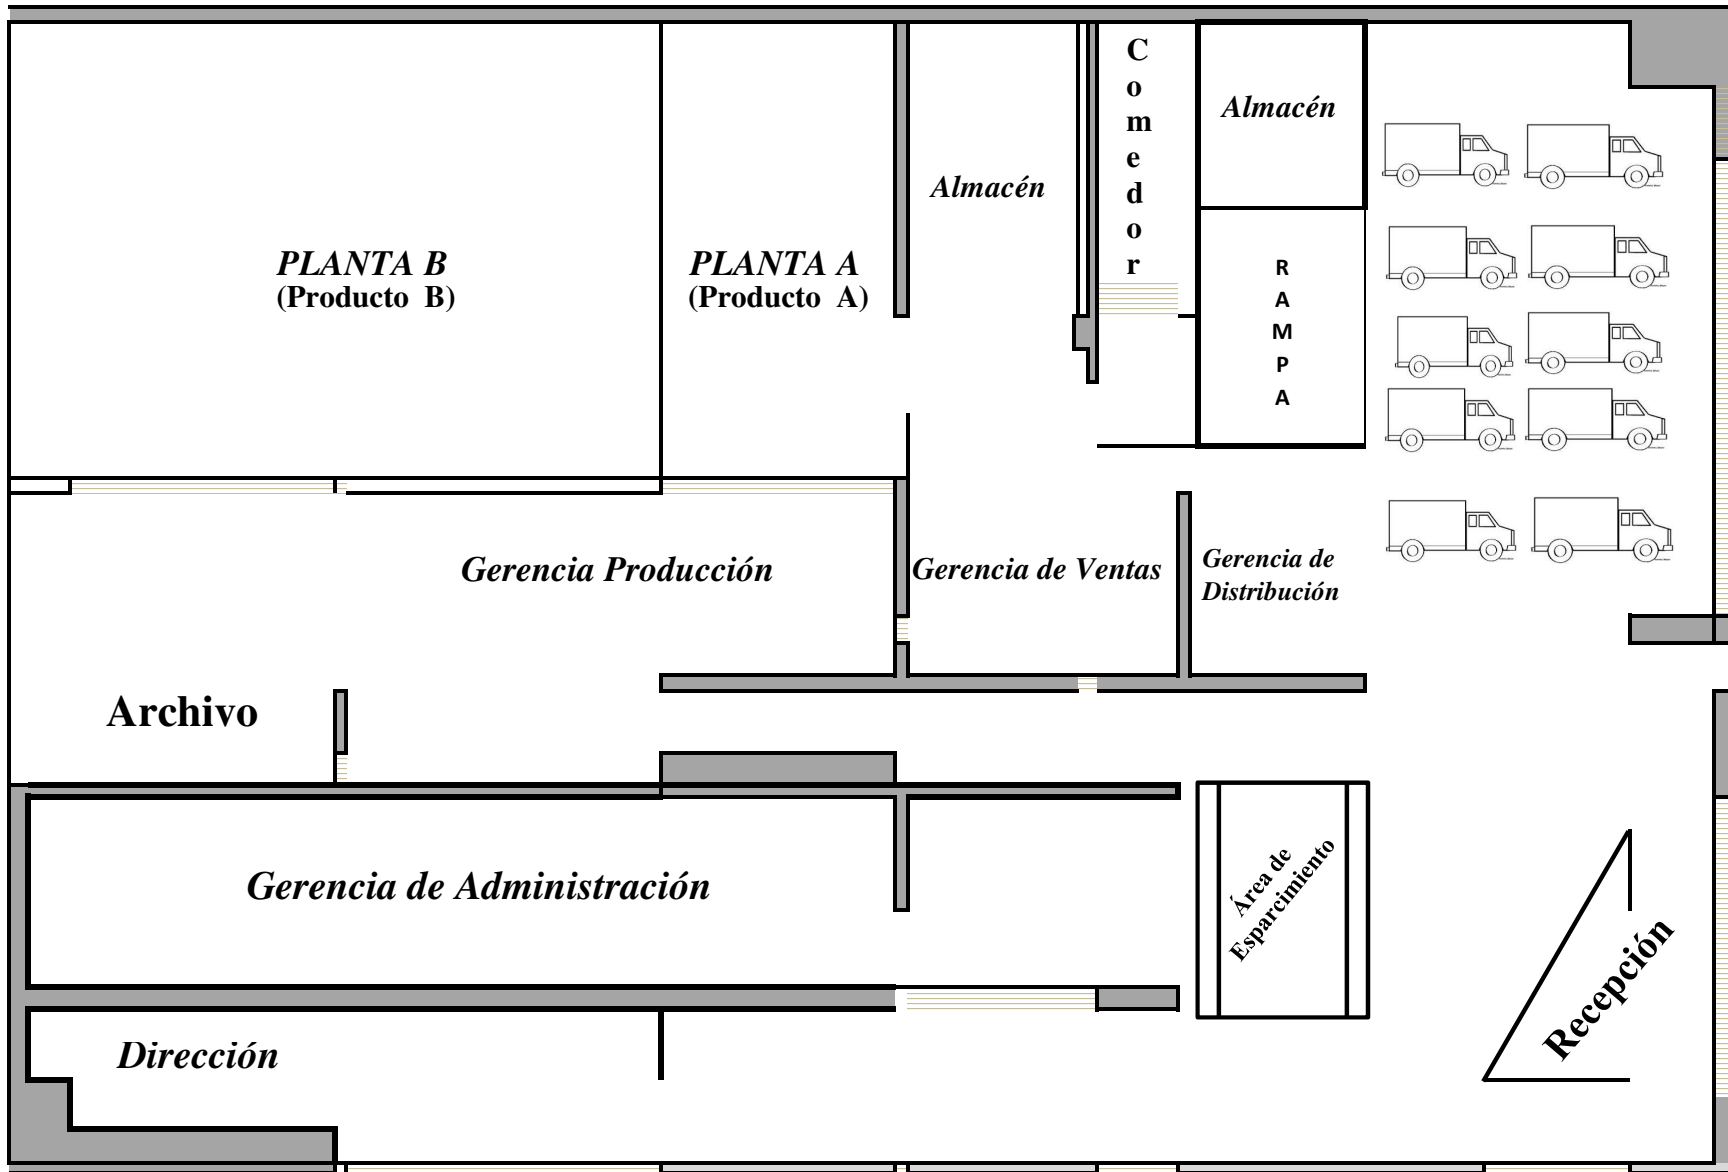 C
o
m
e
d
o
r
Almacén
Almacén
PLANTA B
(Producto B)
PLANTA A
(Producto A)
R
A
M
P
A
Gerencia Producción
Gerencia de Ventas
Gerencia de
Distribución
Archivo
Gerencia de Administración
Área de
Esparcimiento
Recepción
Dirección